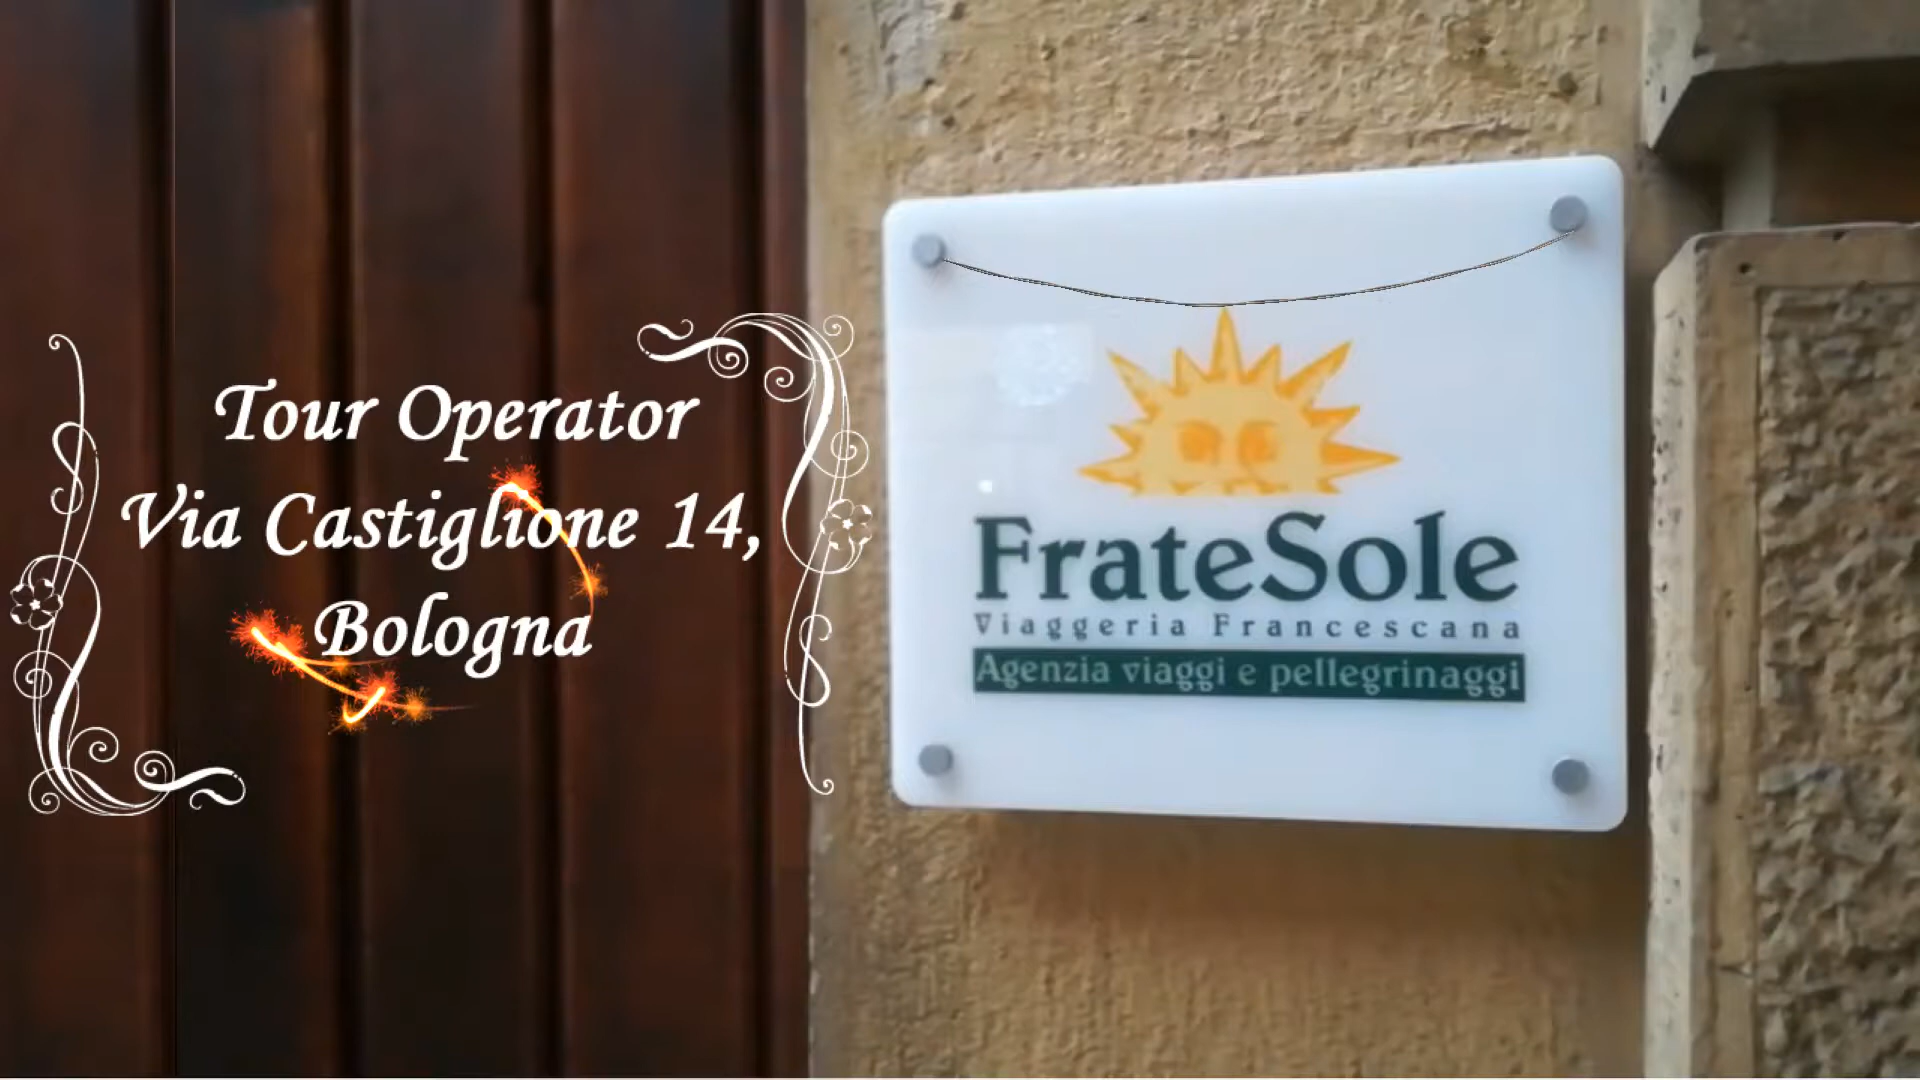 Tour Operator
Via Castiglione 14,
Bologna
FrateSole
Viaggeria Francescana
Agenzia viaggi e pellegrinaggi